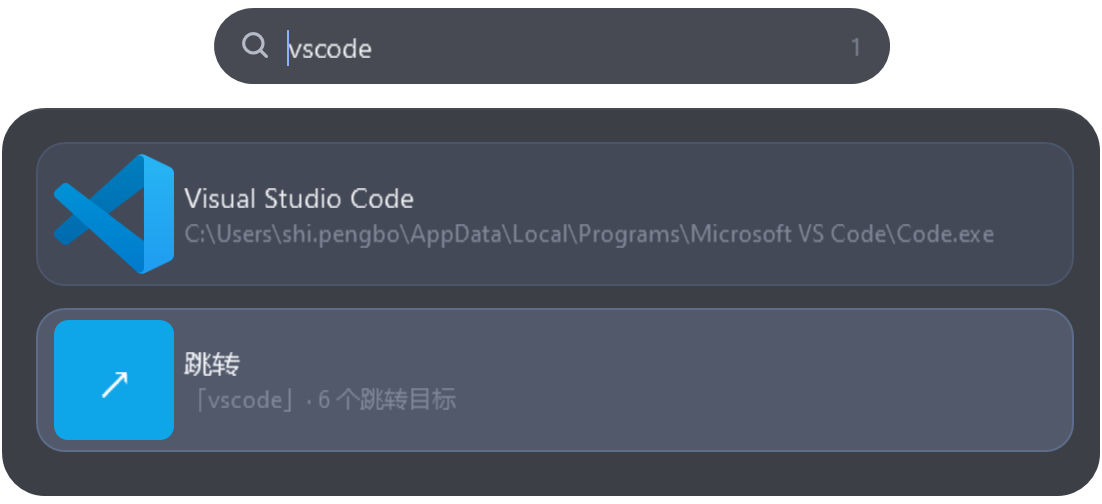 vscode
1
Visual Studio Code
C:\Users\shi.pengbo\AppData\Local\Programs\Microsoft VS Code\Code.exe
跳转
「vscode」· 6 个跳转目标